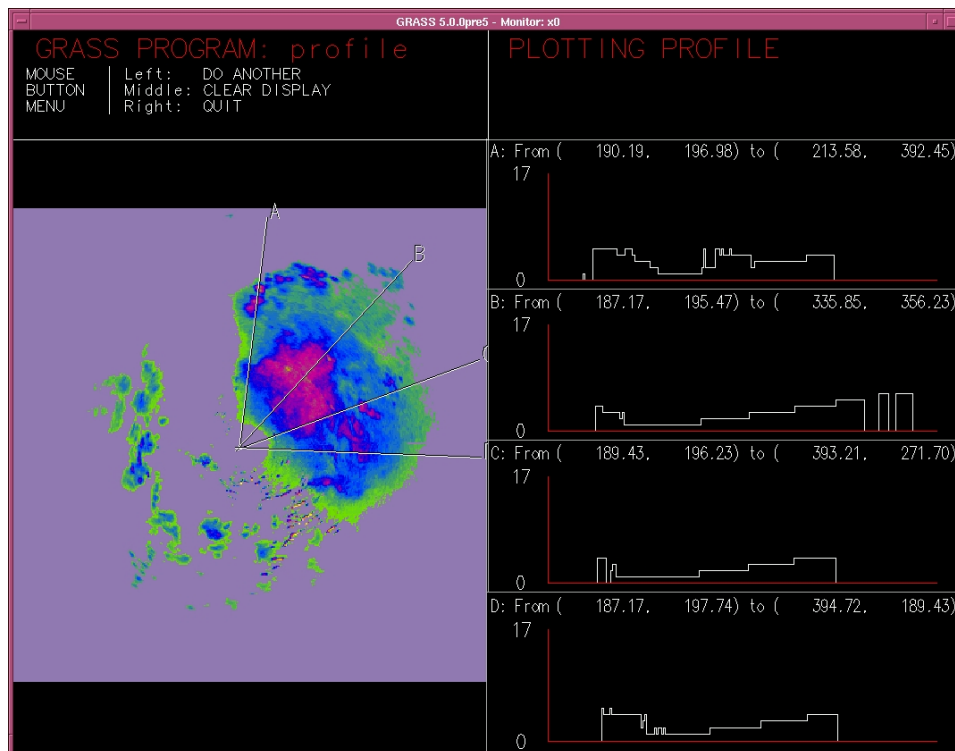 GRASS 5.0.0pre5 - Monitor: x0
GRASS PROGRAM: profile
MOUSE Left: DO ANOTHER
BUTTON Middle: CLEAR DISPLAY
MENU Right: QUIT
PLOTTING PROFILE
A
B
C
D
A: From ( 190.19, 196.98) to ( 213.58, 392.45)
17
0
B: From ( 187.17, 195.47) to ( 335.85, 356.23)
17
0
C: From ( 189.43, 196.23) to ( 393.21, 271.70)
17
0
D: From ( 187.17, 197.74) to ( 394.72, 189.43)
17
0